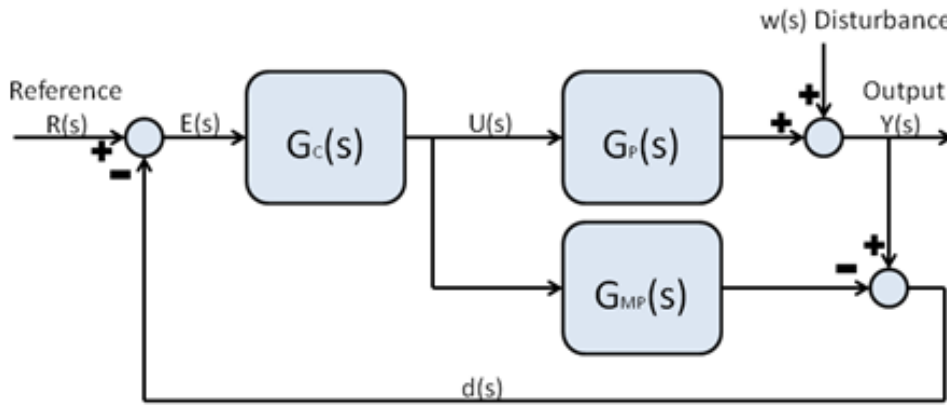 w(s) Disturbance
Reference
R(s)
E(s)
Gc(s)
U(s)
GP(s)
Output
Y(s)
+
-
+
+
+
-
GMP(s)
d(s)